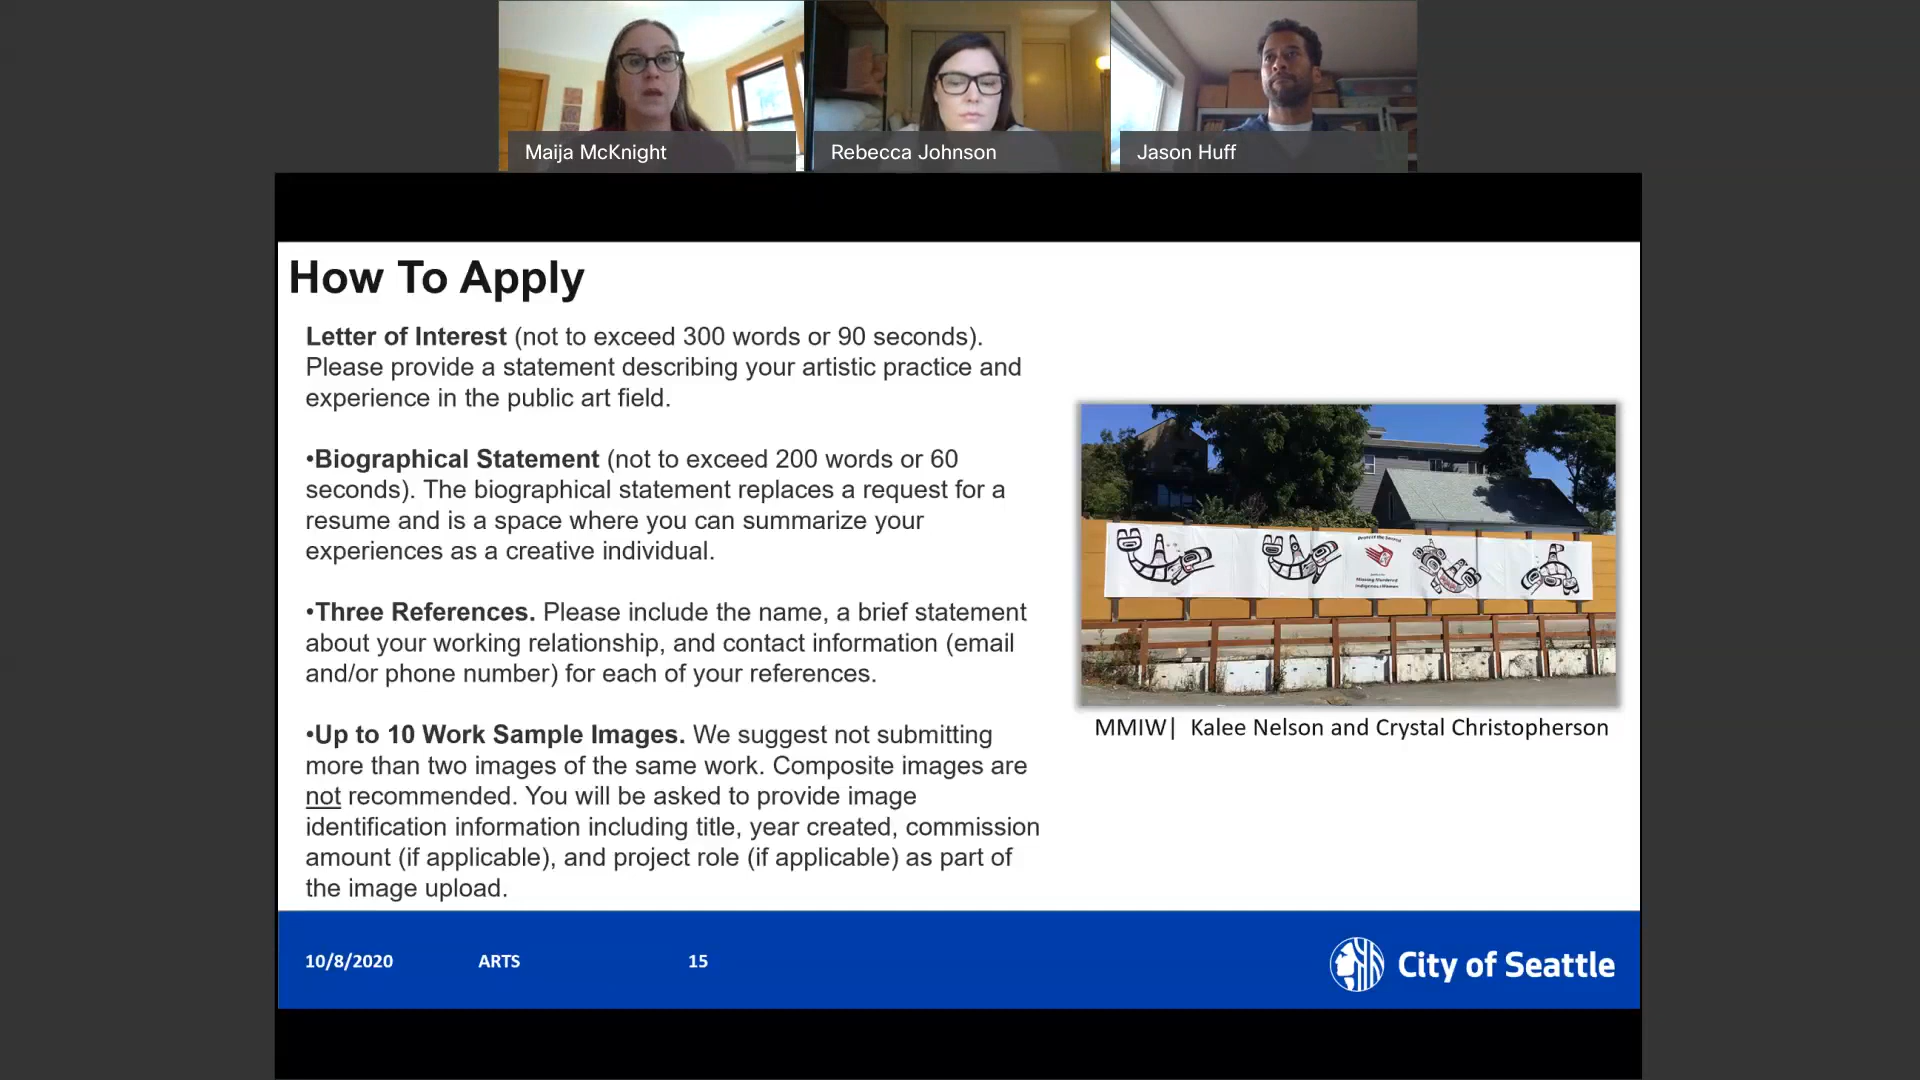 Maija McKnight
Rebecca Johnson
Jason Huff
How To Apply
Letter of Interest (not to exceed 300 words or 90 seconds).
Please provide a statement describing your artistic practice and
experience in the public art field.
•Biographical Statement (not to exceed 200 words or 60
seconds). The biographical statement replaces a request for a
resume and is a space where you can summarize your
experiences as a creative individual.
•Three References. Please include the name, a brief statement
about your working relationship, and contact information (email
and/or phone number) for each of your references.
•Up to 10 Work Sample Images. We suggest not submitting
more than two images of the same work. Composite images are
not recommended. You will be asked to provide image
identification information including title, year created, commission
amount (if applicable), and project role (if applicable) as part of
the image upload.
Protect the Sacred
Missing Murdered
Indigenous Women
MMIW| Kalee Nelson and Crystal Christopherson
10/8/2020
ARTS
15
City of Seattle